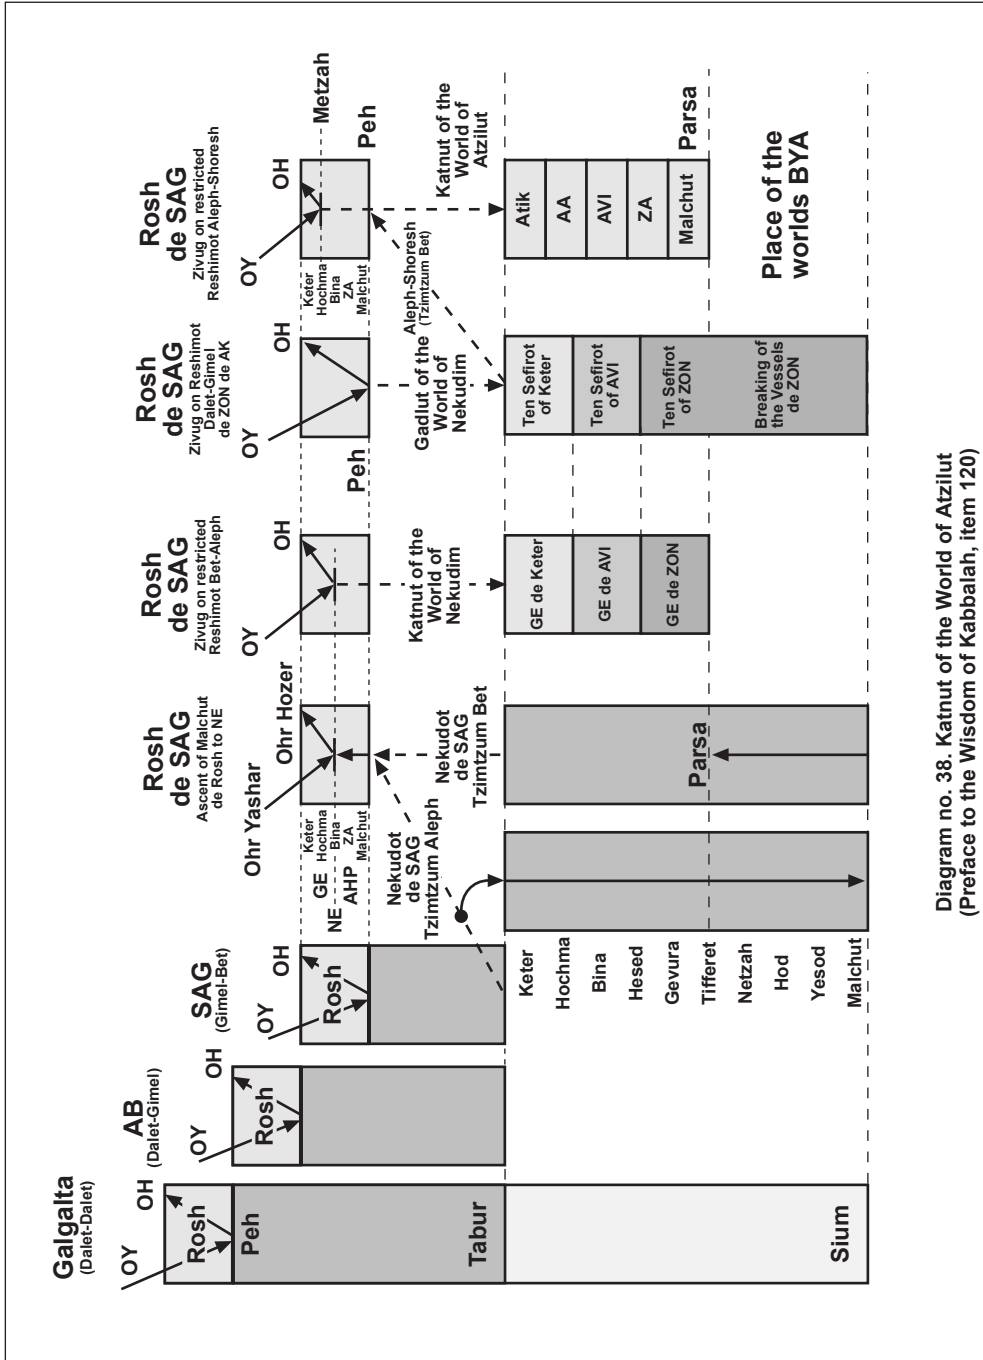 Galgalta
(Dalet-Dalet)
OY
OH
Rosh
Peh
Tabur
Sium
AB
(Dalet-Gimel)
OY
OH
Rosh
SAG
(Gimel-Bet)
OY
OH
Rosh
Keter
Hochma
Bina
Hesed
Gevura
Tifferet
Netzah
Hod
Yesod
Malchut
Nekudot
de SAG
Tzimtzum Aleph
Rosh
de SAG
Ascent of Malchut
de Rosh to NE
Ohr Yashar
Ohr Hozer
GE
NE
AHP
Keter
Hochma
Bina
ZA
Malchut
Nekudot
de SAG
Tzimtzum Bet
Parsa
Rosh
de SAG
Zivug on restricted
Reshimot Bet-Aleph
OY
OH
Katnut of the
World of
Nekudim
GE de Keter
GE de AVI
GE de ZON
Peh
Rosh
de SAG
Zivug on Reshimot
Dalet-Gimel
de ZON de AK
OY
OH
Gadlut of the
World of
Nekudim
Ten Sefirot
of Keter
Ten Sefirot
of AVI
Ten Sefirot
of ZON
Breaking of
the Vessels
de ZON
Aleph-Shoresh
(Tzimtzum Bet)
Rosh
de SAG
Zivug on restricted
Reshimot Aleph-Shoresh
OY
OH
Keter
Hochma
Bina
ZA
Malchut
Metzah
Peh
Katnut of the
World of
Atzilut
Atik
AA
AVI
ZA
Malchut
Parsa
Place of the
worlds BYA
Diagram no. 38. Katnut of the World of Atzilut
(Preface to the Wisdom of Kabbalah, item 120)